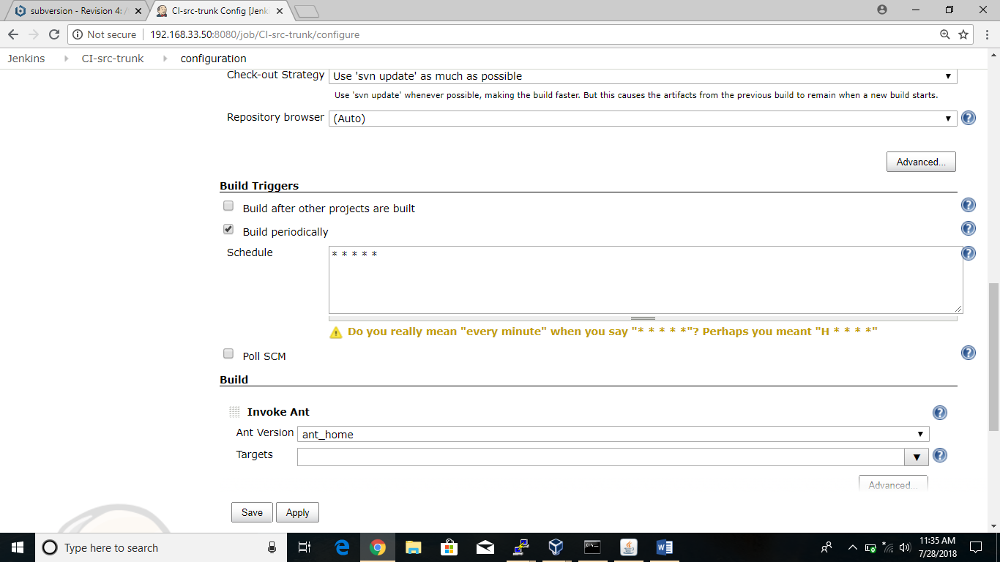 subversion - Revision 4: /
CI-src-trunk Config [Jenki
Not secure
192.168.33.50:8080/job/CI-src-trunk/configure
Jenkins
CI-src-trunk
configuration
Check-out Strategy
Use 'svn update' as much as possible
Use 'svn update' whenever possible, making the build faster. But this causes the artifacts from the previous build to remain when a new build starts.
Repository browser
(Auto)
Advanced...
Build Triggers
Build after other projects are built
Build periodically
Schedule
* * * * *
Do you really mean "every minute" when you say "* * * * *"? Perhaps you meant "H * * * *"
Poll SCM
Build
Invoke Ant
Ant Version
ant_home
Targets
Advanced...
Save
Apply
Type here to search
11:35 AM
7/28/2018